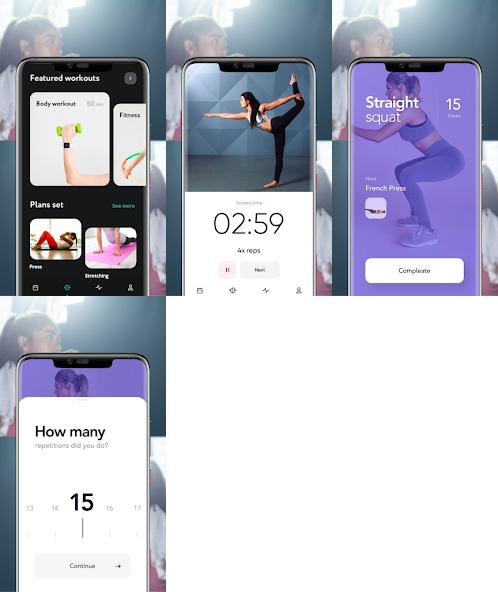 Featured workouts
Body workout 50 min
Fitness
Plans set See more
Press
Stretching
Scored time
02:59
4x reps
Next
Straight
squat
15
Times
Next
French Press
Compleate
How many
repetitions did you do?
13 14 15 16 17
Continue